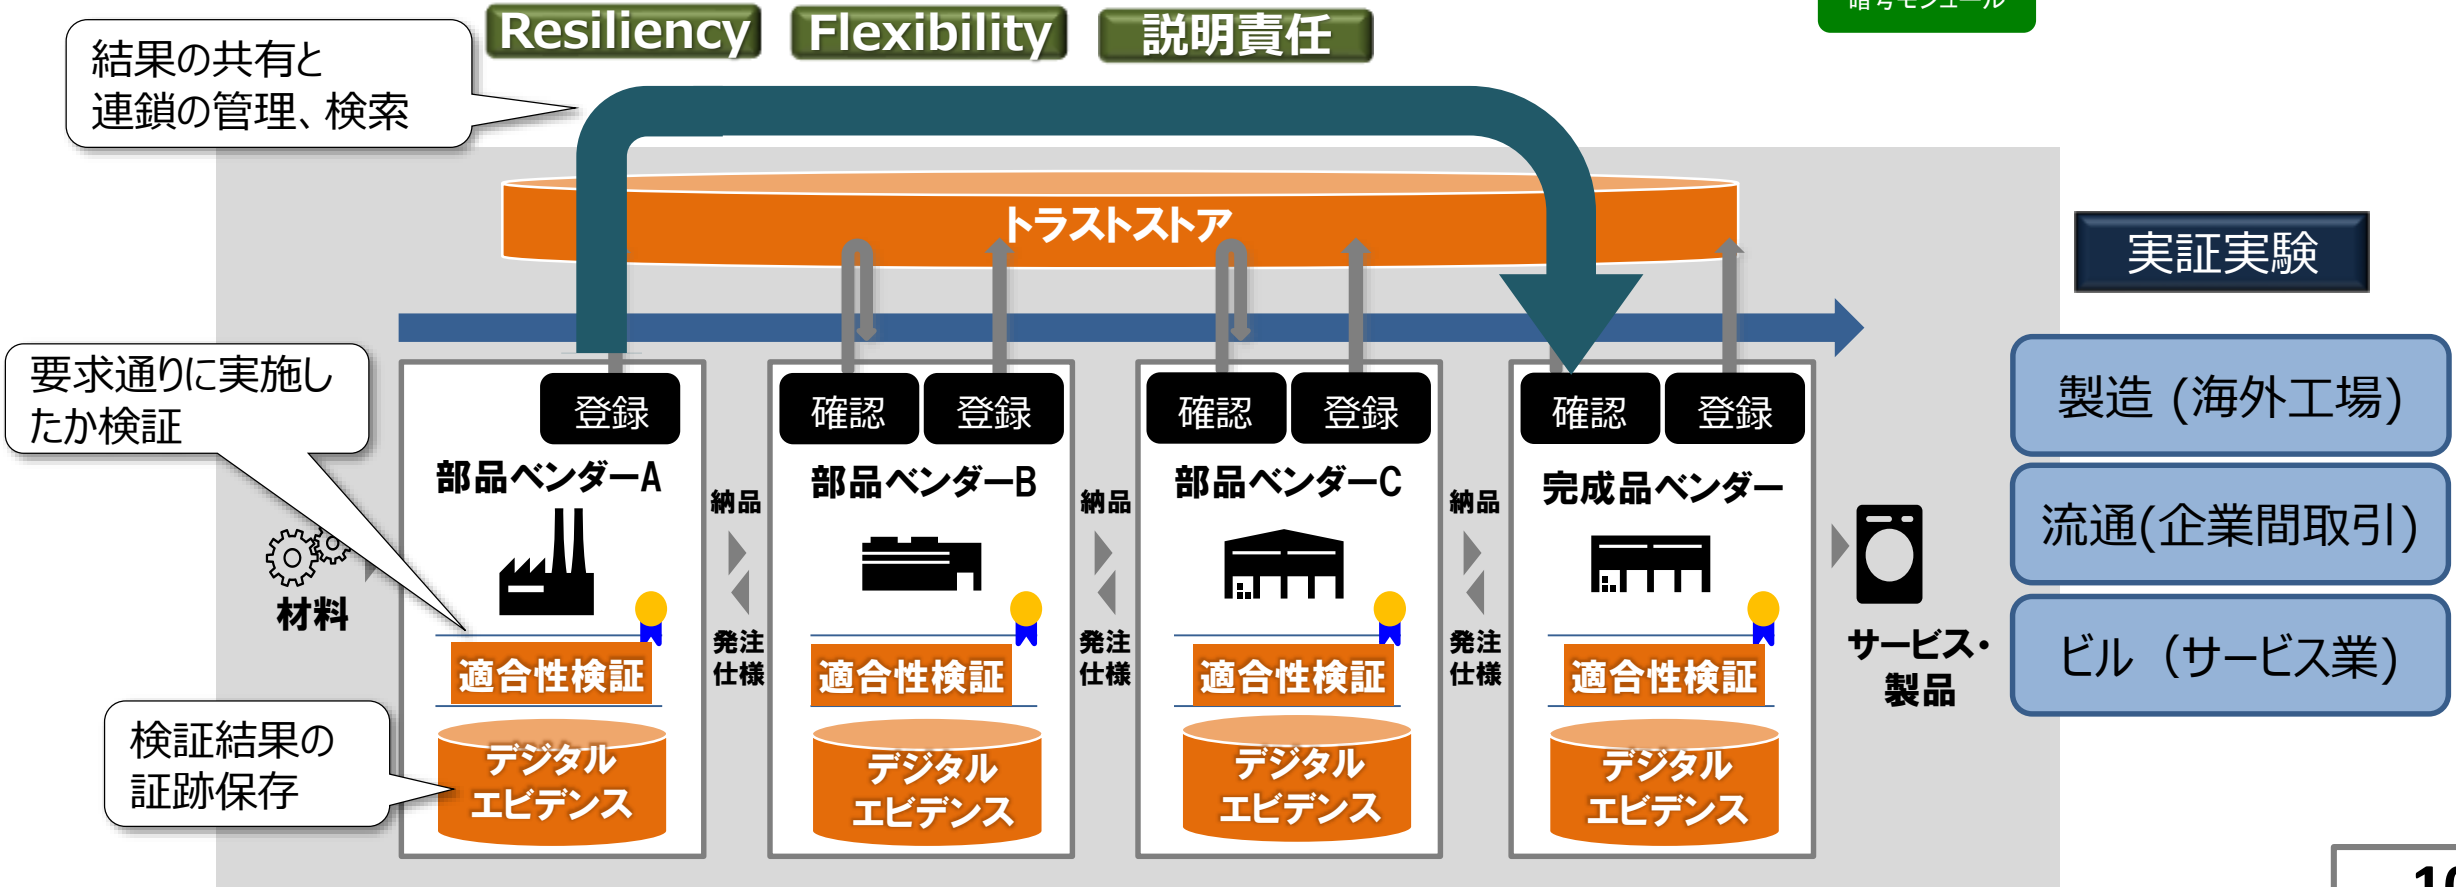 Resiliency
Flexibility
説明責任
暗号モジュール
結果の共有と
連鎖の管理、検索
トラストストア
実証実験
要求通りに実施し
たか検証
登録
確認
登録
確認
登録
確認
登録
製造 (海外工場)
流通(企業間取引)
ビル（サービス業)
部品ベンダーA
部品ベンダーB
部品ベンダーC
完成品ベンダー
納品
納品
納品
材料
発注
仕様
発注
仕様
発注
仕様
サービス・
製品
適合性検証
適合性検証
適合性検証
適合性検証
検証結果の
証跡保存
デジタル
エビデンス
デジタル
エビデンス
デジタル
エビデンス
デジタル
エビデンス